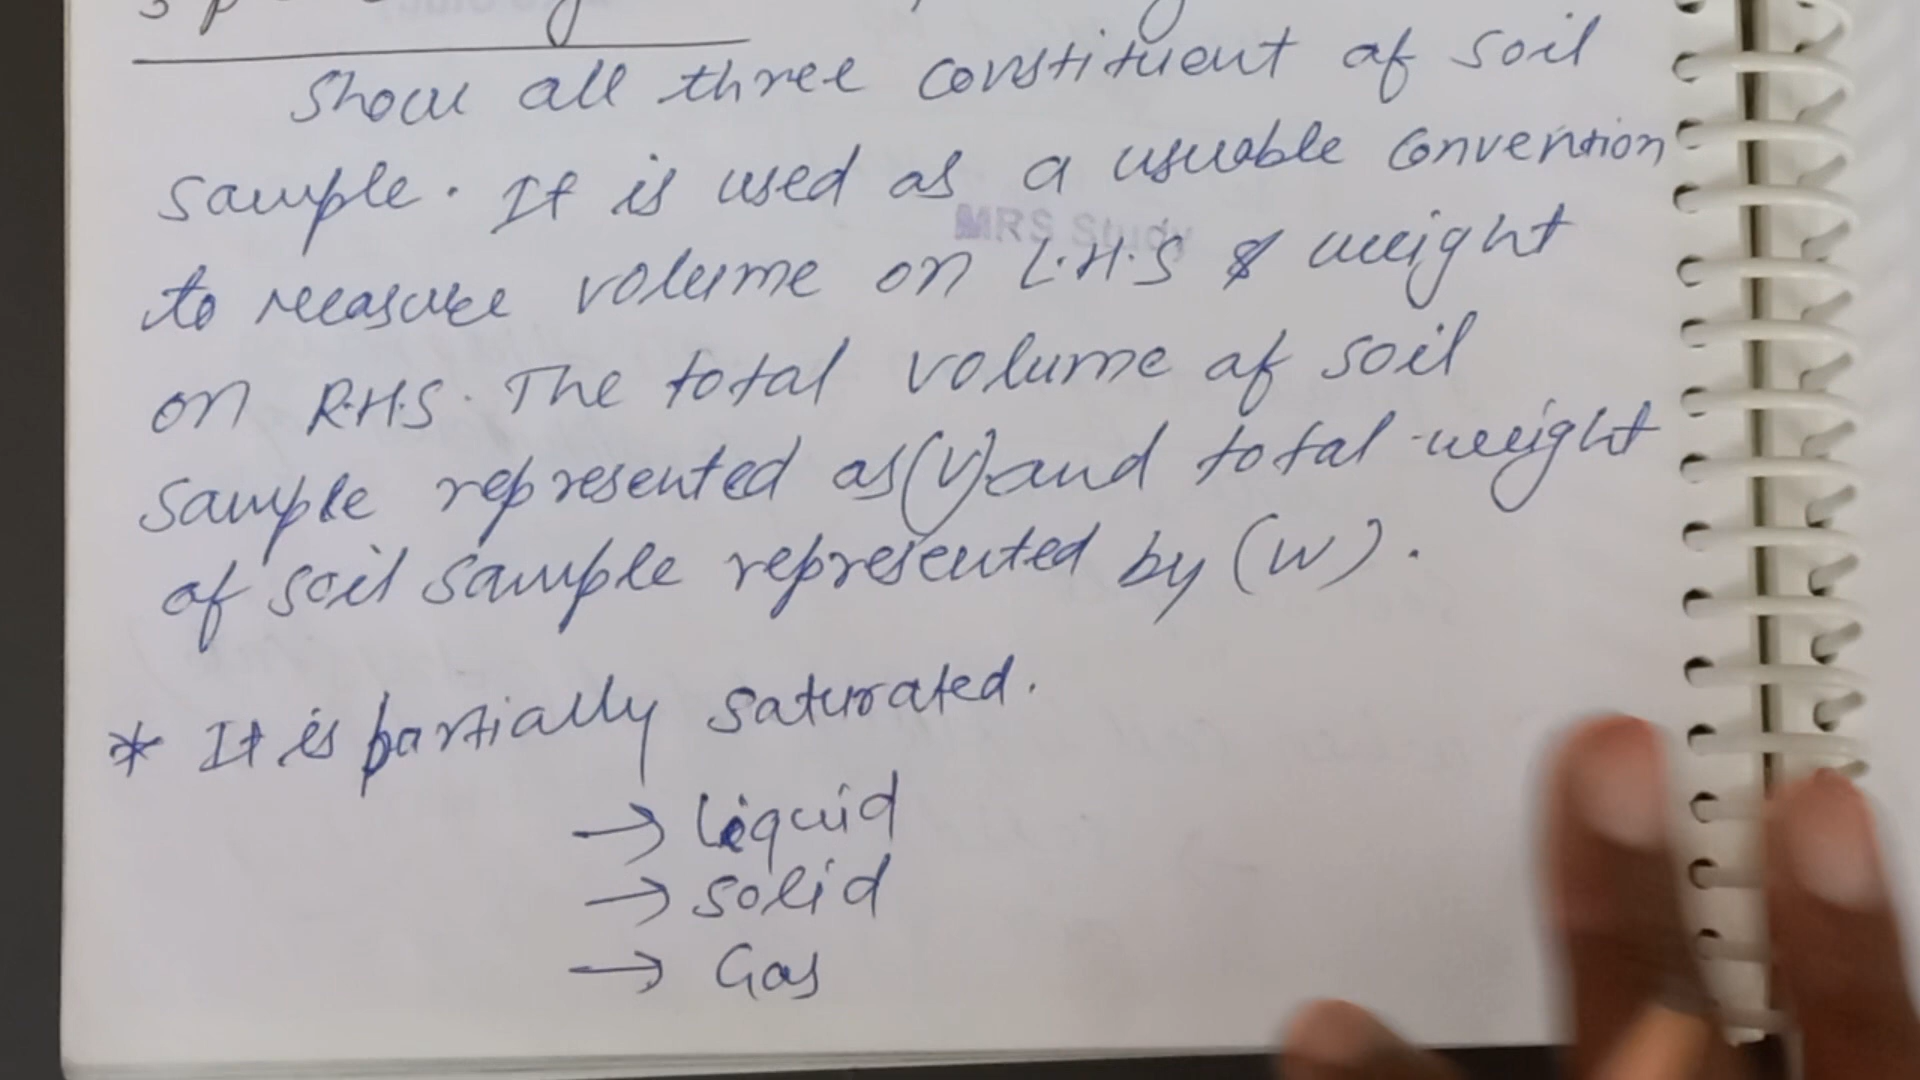 Show all three constituent of soil
sample. It is used as a usuable convention
MRS Study
to measure volume on L.H.S & weight
on R.H.S. The total volume of soil
sample represented as (V) and total weight
of soil sample represented by (W).
* It is partially saturated.
→ Liquid
→ Solid
→ Gas